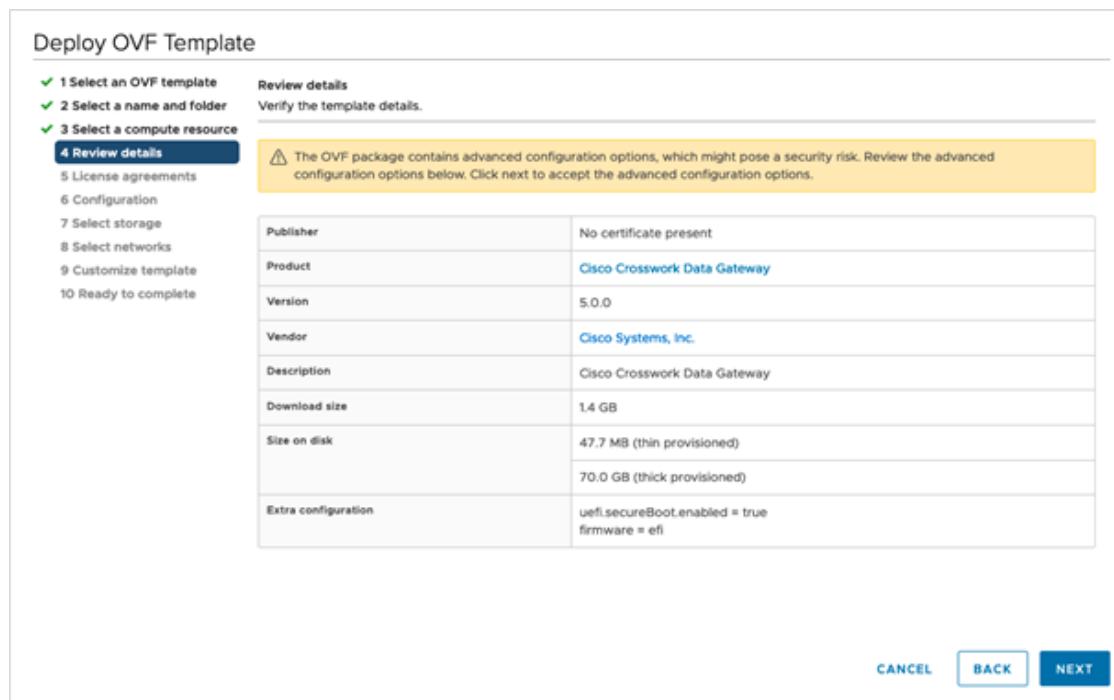 Deploy OVF Template
1 Select an OVF template
2 Select a name and folder
3 Select a compute resource
4 Review details
5 License agreements
6 Configuration
7 Select storage
8 Select networks
9 Customize template
10 Ready to complete
Review details
Verify the template details.
The OVF package contains advanced configuration options, which might pose a security risk. Review the advanced
configuration options below. Click next to accept the advanced configuration options.
Publisher No certificate present
Product Cisco Crosswork Data Gateway
Version 5.0.0
Vendor Cisco Systems, Inc.
Description Cisco Crosswork Data Gateway
Download size 1.4 GB
Size on disk 47.7 MB (thin provisioned)
70.0 GB (thick provisioned)
Extra configuration uefi.secureBoot.enabled = true
firmware = efi
CANCEL BACK NEXT